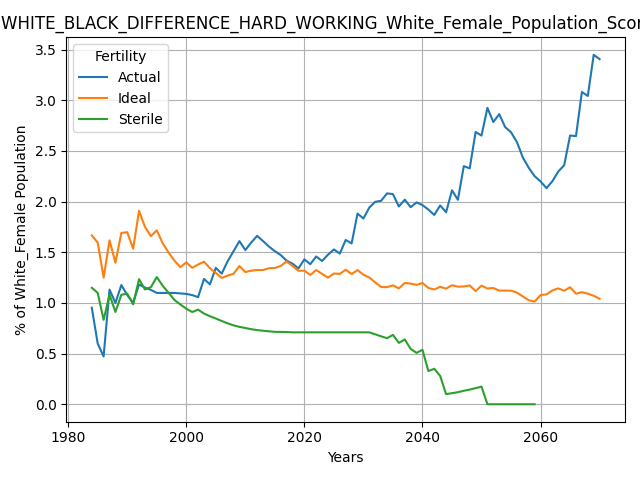 WHITE_BLACK_DIFFERENCE_HARD_WORKING_White_Female_Population_Scor
Fertility
Actual
Ideal
Sterile
% of White_Female Population
3.5
3.0
2.5
2.0
1.5
1.0
0.5
0.0
1980 2000 2020 2040 2060
Years